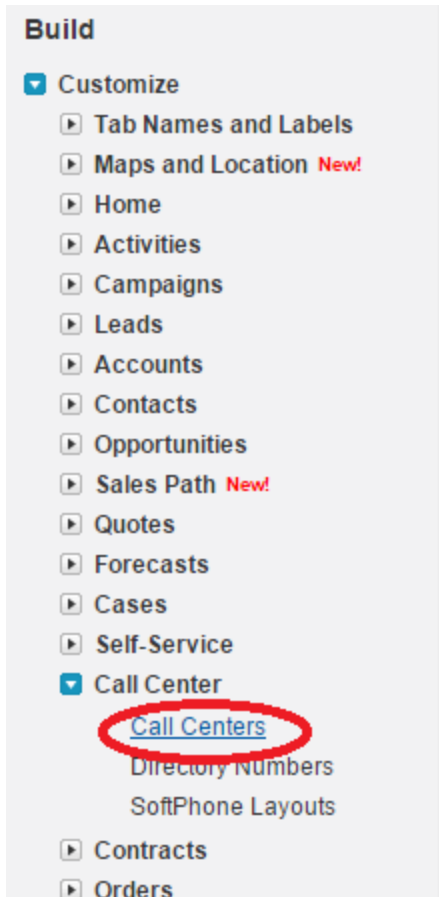 Build
Customize
Tab Names and Labels
Maps and Location New!
Home
Activities
Campaigns
Leads
Accounts
Contacts
Opportunities
Sales Path New!
Quotes
Forecasts
Cases
Self-Service
Call Center
Call Centers
Directory Numbers
SoftPhone Layouts
Contracts
Orders